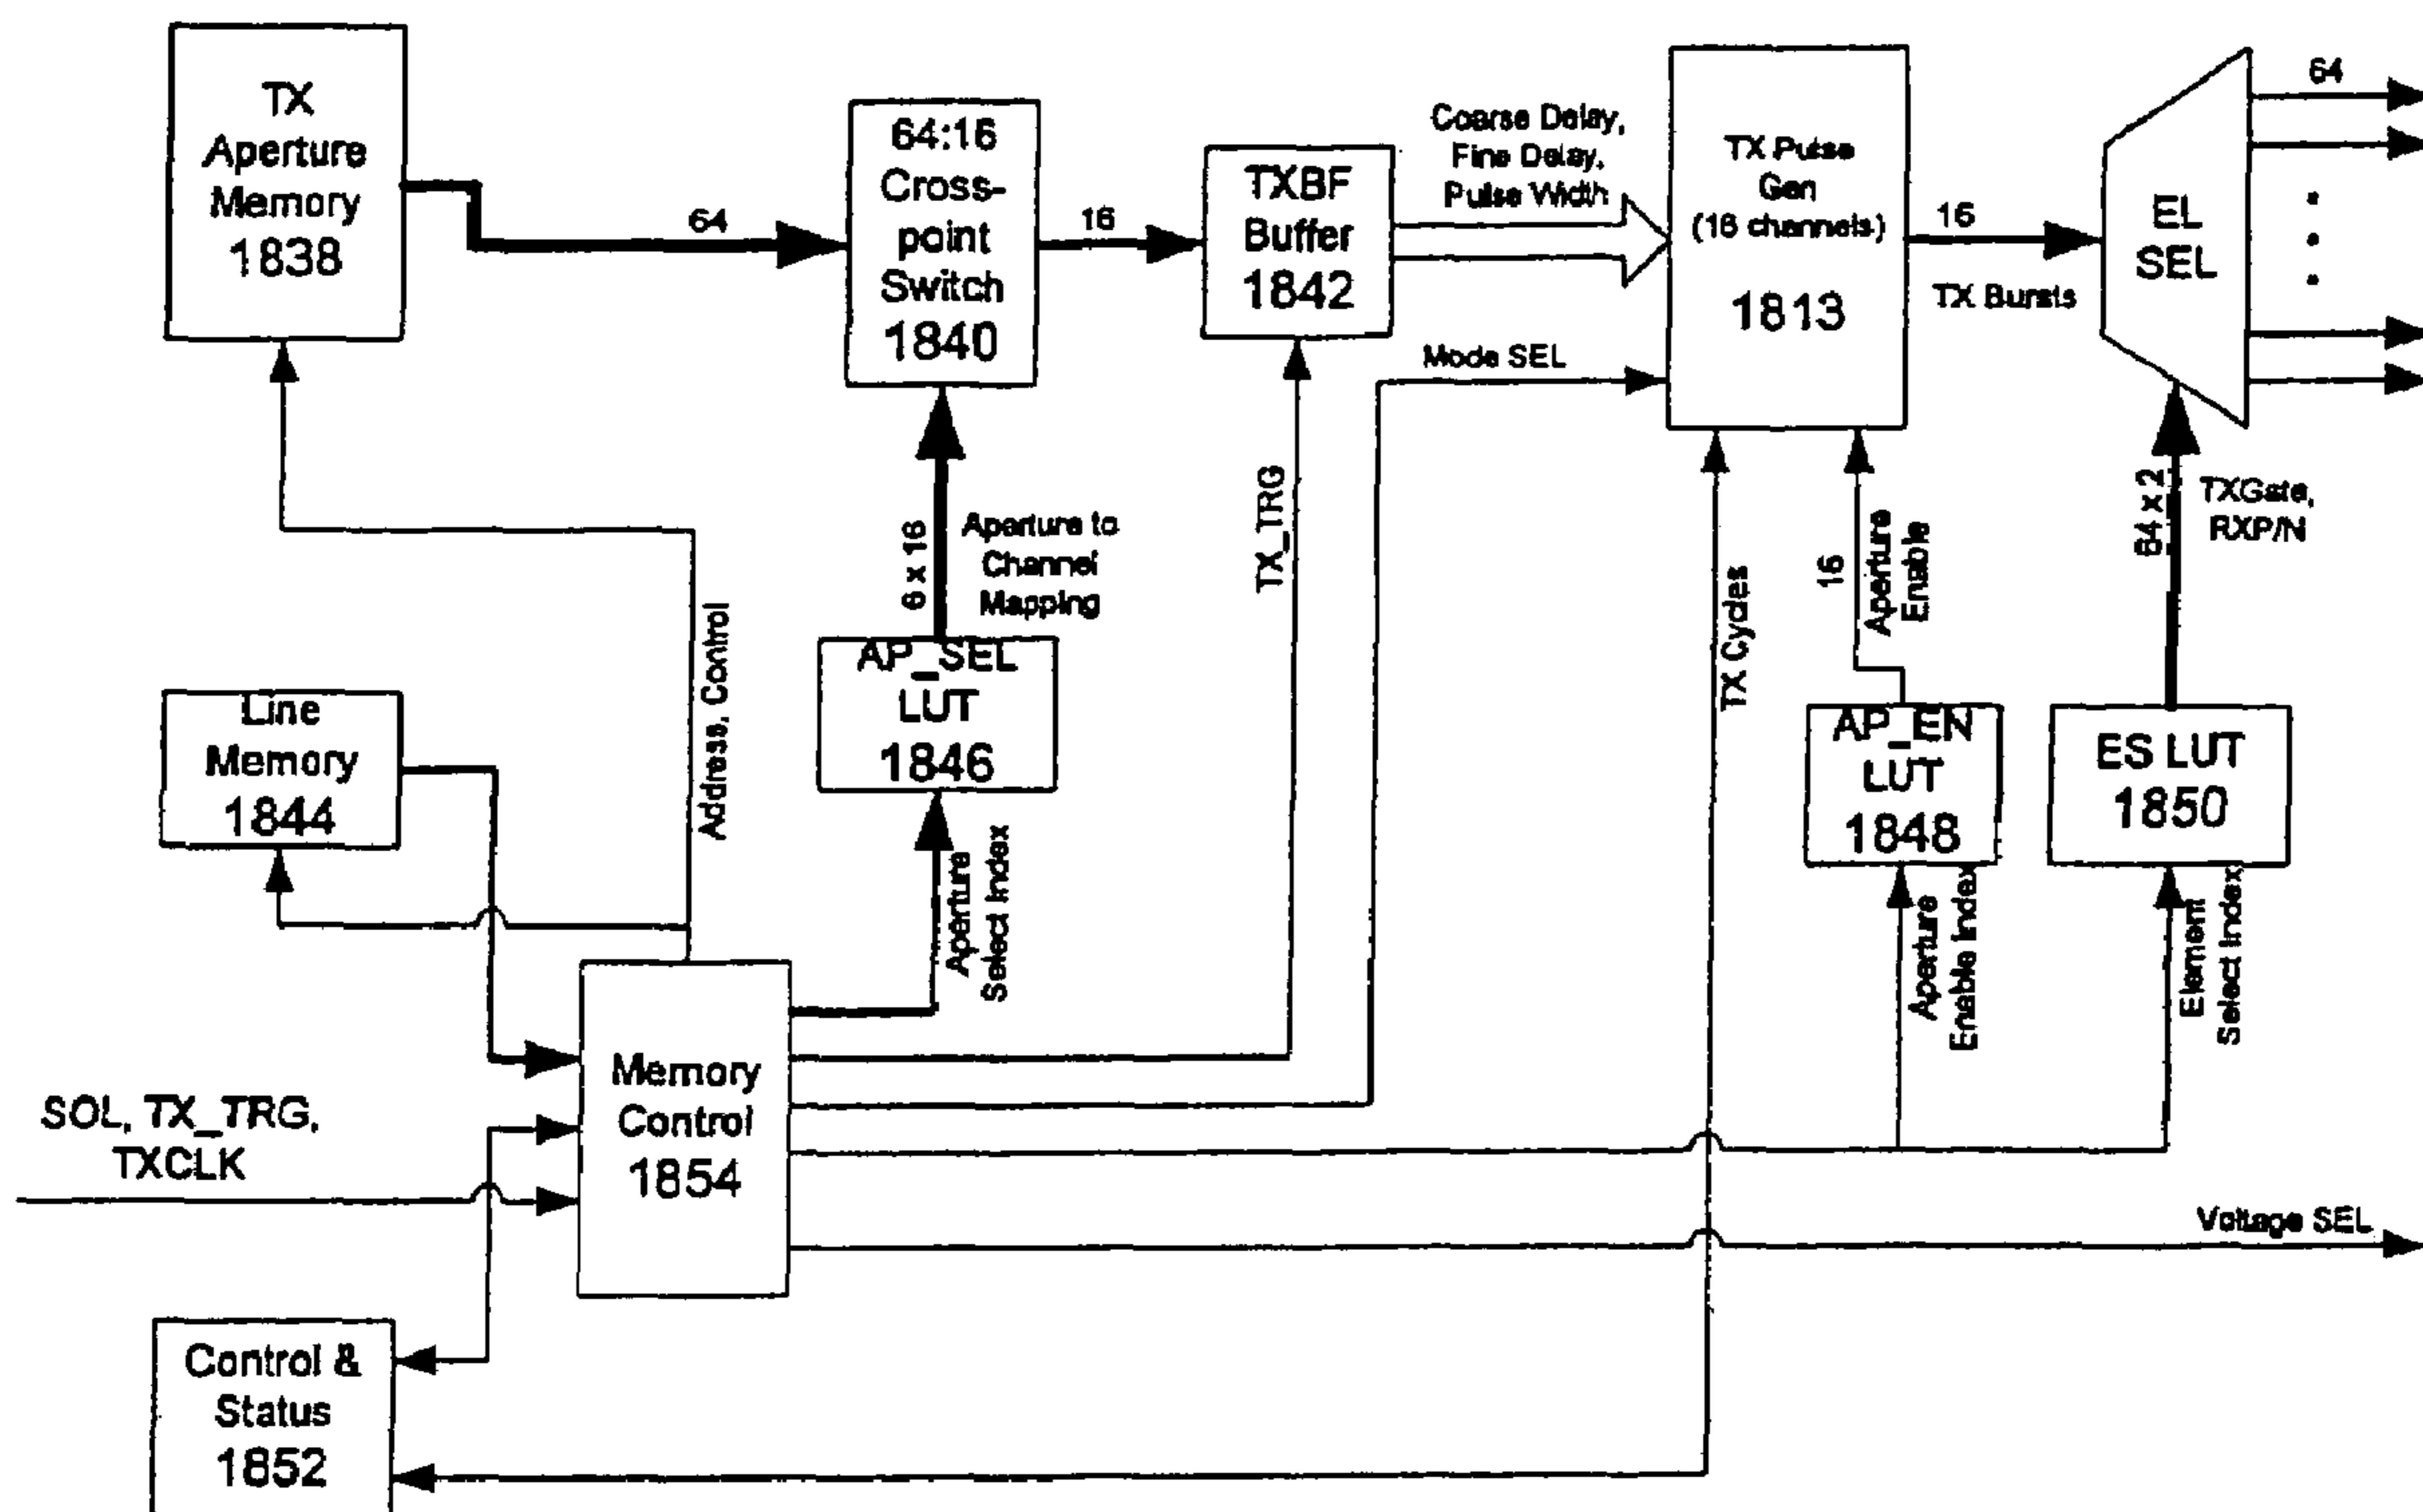 TX
Aperture
Memory
1838
64
64:16
Cross-
point
Switch
1840
16
TXBF
Buffer
1842
Coarse Delay,
Fine Delay,
Pulse Width
Mode SEL
TX Pulse
Gen
(16 channels)
1813
16
TX Bursts
EL
SEL
64
6 x 16
Aperture to
Channel
Mapping
TX_TRG
TX Cycles
16
Aperture
Enable
64 x 2
TXGate,
RXP/N
Address, Control
AP_SEL
LUT
1846
Line
Memory
1844
AP_EN
LUT
1848
ES LUT
1850
Aperture
Select Index
Aperture
Enable Index
Element
Select Index
Memory
Control
1854
SOL, TX_TRG,
TXCLK
Voltage SEL
Control &
Status
1852